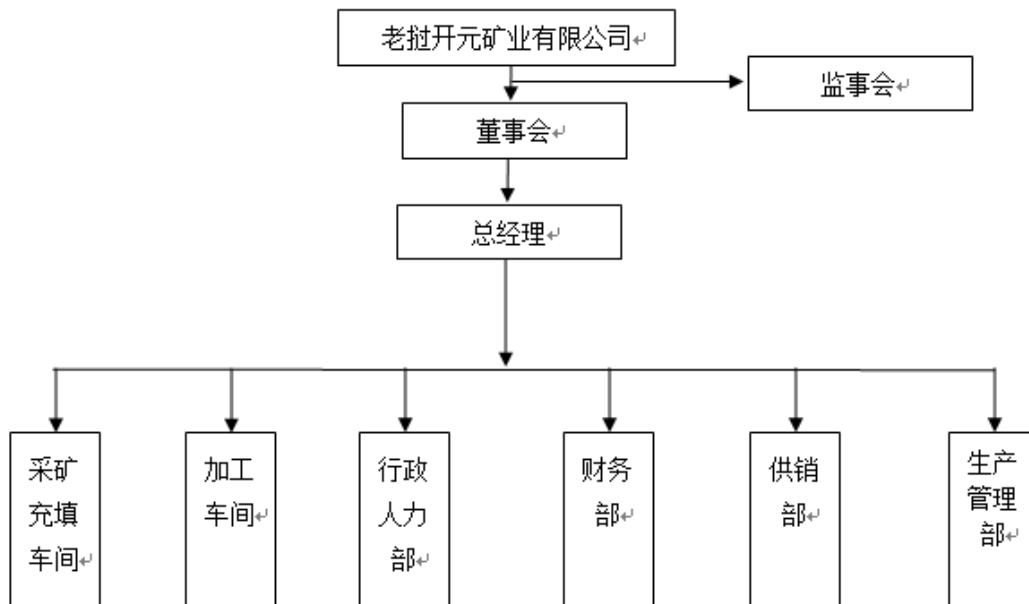 老挝开元矿业有限公司
监事会
董事会
总经理
采矿
充填
车间
加工
车间
行政
人力
部
财务
部
供销
部
生产
管理
部